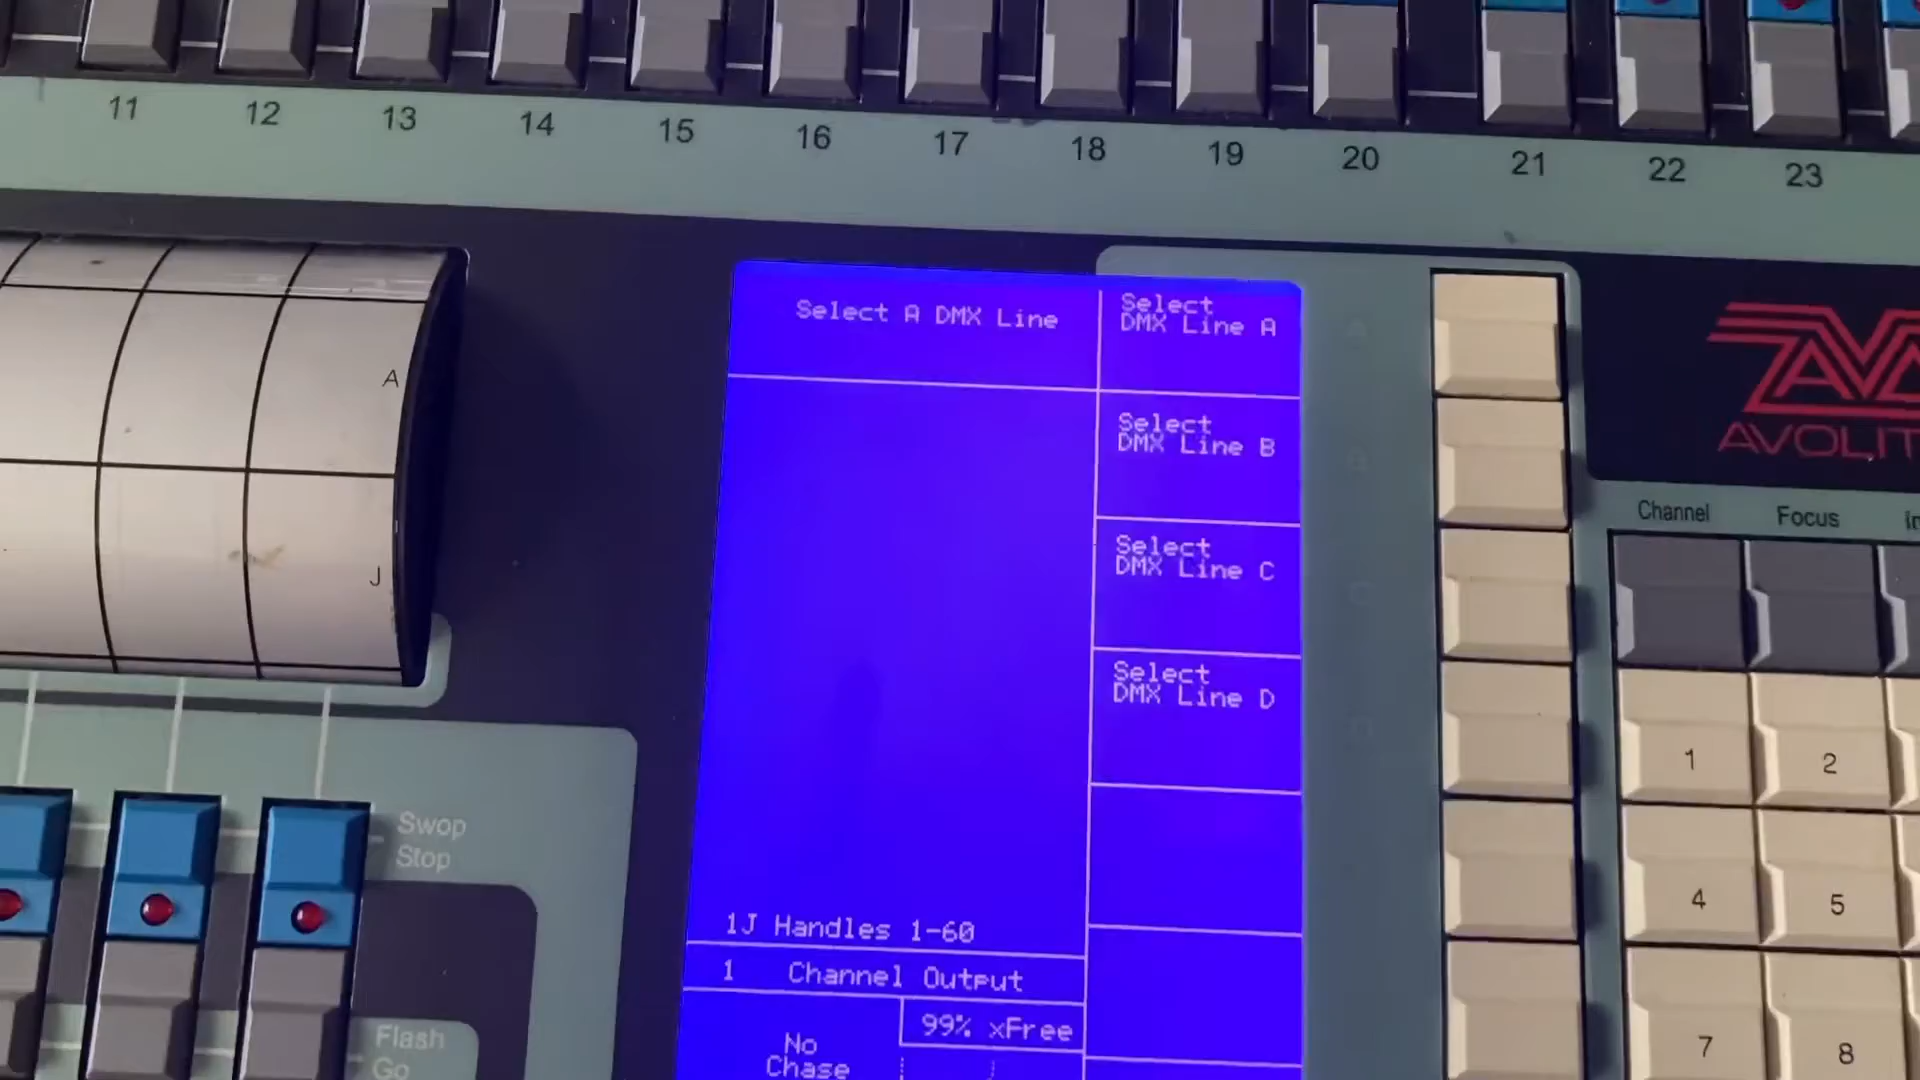 11 12 13 14 15 16 17 18 19 20 21 22 23
A
J
Select A DMX Line
Select
DMX Line A
Select
DMX Line B
Select
DMX Line C
Select
DMX Line D
1J Handles 1-60
1 Channel Output
99% xFree
No
Chase
A
B
C
D
AVOLIT
Channel Focus
1 2
4 5
7 8
Swop
Stop
Flash
Go